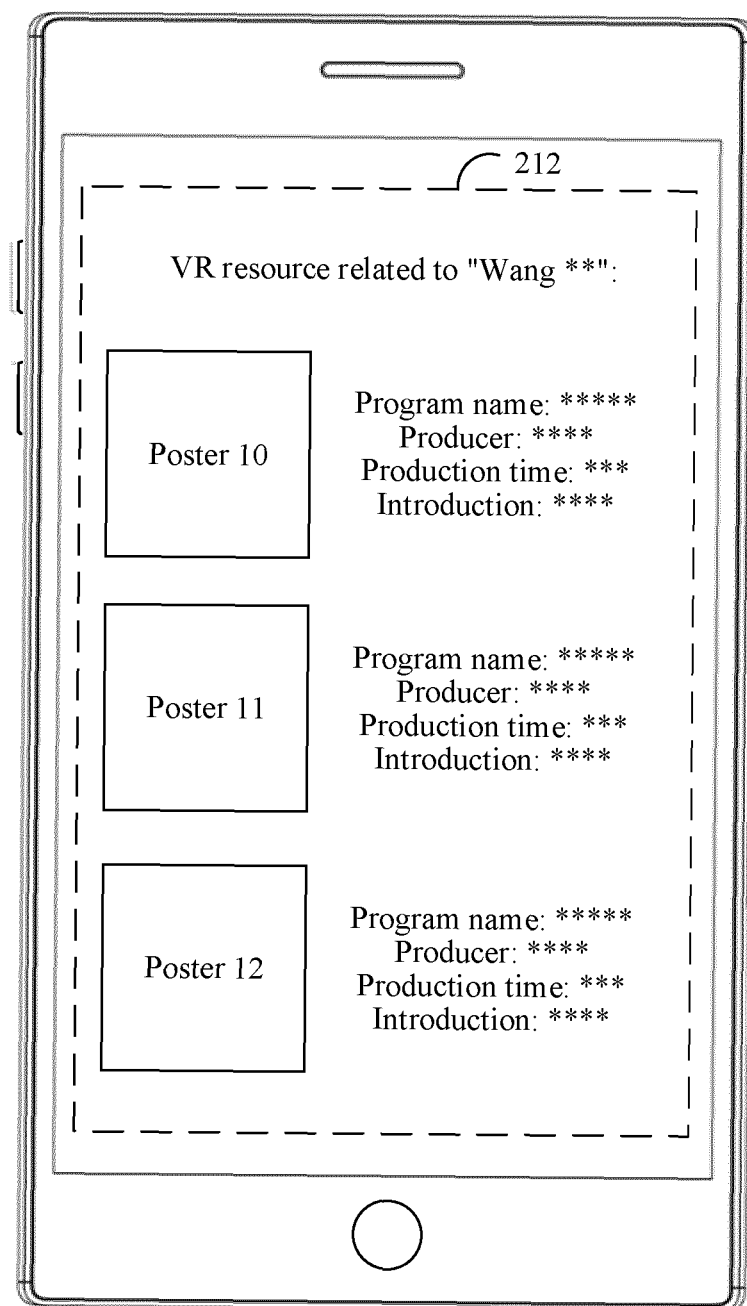 212
VR resource related to "Wang **":
Poster 10
Program name: *****
Producer: ****
Production time: ***
Introduction: ****
Poster 11
Program name: *****
Producer: ****
Production time: ***
Introduction: ****
Poster 12
Program name: *****
Producer: ****
Production time: ***
Introduction: ****